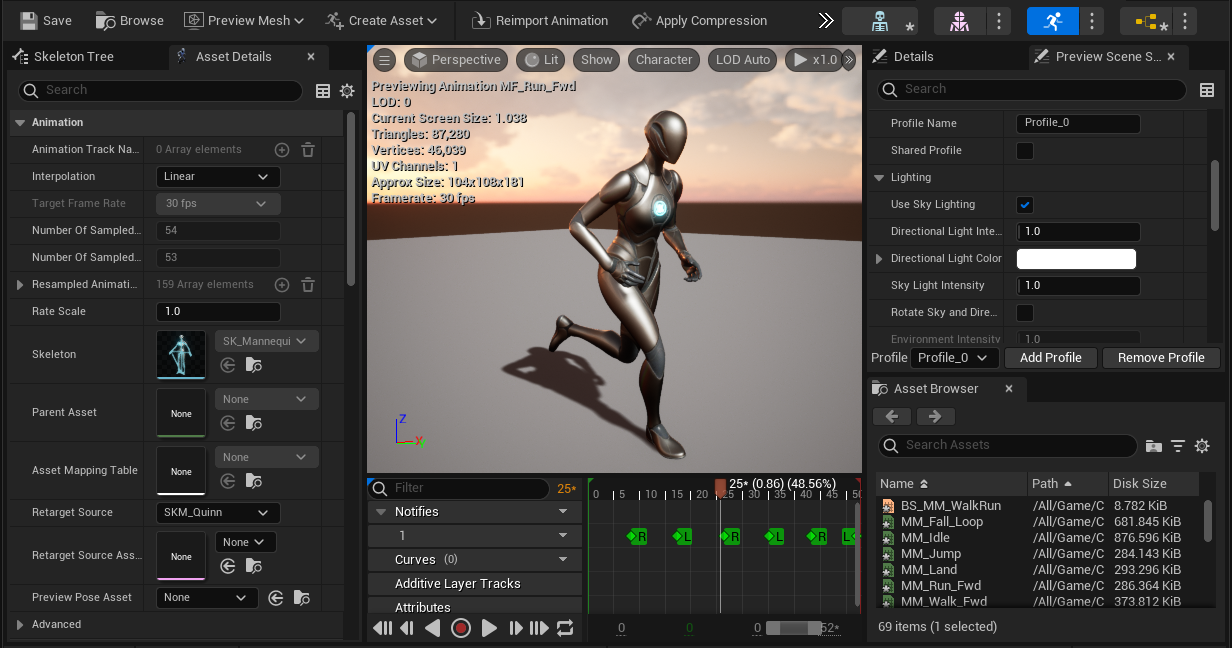 Save Browse Preview Mesh Create Asset Reimport Animation Apply Compression
Skeleton Tree Asset Details
Search
Animation
Animation Track Na... 0 Array elements
Interpolation Linear
Target Frame Rate 30 fps
Number Of Sampled... 54
Number Of Sampled... 53
Resampled Animati... 159 Array elements
Rate Scale 1.0
Skeleton SK_Mannequi
Parent Asset None None
Asset Mapping Table None None
Retarget Source SKM_Quinn
Retarget Source Ass... None None
Preview Pose Asset None
Advanced
Perspective Lit Show Character LOD Auto x1.0
Previewing Animation MF_Run_Fwd
LOD: 0
Current Screen Size: 1.038
Triangles: 87,280
Vertices: 46,039
UV Channels: 1
Approx Size: 104x108x181
Framerate: 30 fps
Z
X Y
Filter 25*
25* (0.86) (48.56%)
0 5 10 15 20 25 30 35 40 45 50
Notifies
1 R L R L R L
Curves (0)
Additive Layer Tracks
Attributes
0 0 0 52*
Details Preview Scene S...
Search
Profile Name Profile_0
Shared Profile
Lighting
Use Sky Lighting
Directional Light Inte... 1.0
Directional Light Color
Sky Light Intensity 1.0
Rotate Sky and Dire...
Environment Intensity 1.0
Profile Profile_0 Add Profile Remove Profile
Asset Browser
Search Assets
Name Path Disk Size
BS_MM_WalkRun /All/Game/C 8.782 KiB
MM_Fall_Loop /All/Game/C 681.845 KiB
MM_Idle /All/Game/C 876.596 KiB
MM_Jump /All/Game/C 284.143 KiB
MM_Land /All/Game/C 293.296 KiB
MM_Run_Fwd /All/Game/C 286.364 KiB
MM_Walk_Fwd /All/Game/C 373.812 KiB
69 items (1 selected)